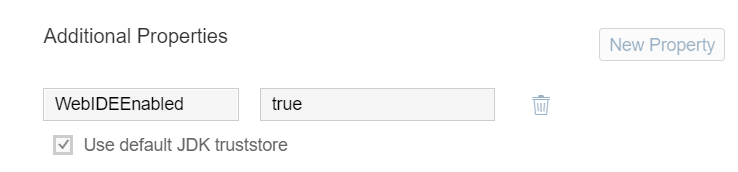 Additional Properties
New Property
WebIDEEnabled true
Use default JDK truststore